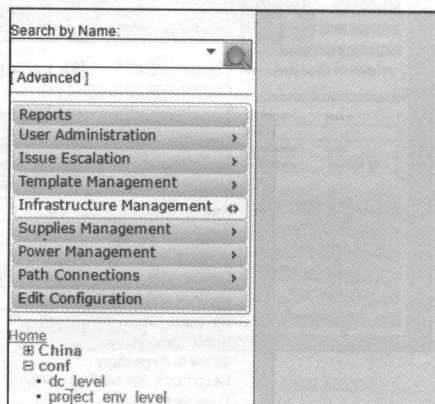 Search by Name:
[ Advanced ]
Reports
User Administration
Issue Escalation
Template Management
Infrastructure Management
Supplies Management
Power Management
Path Connections
Edit Configuration
Home
China
conf
dc_level
project_env_level